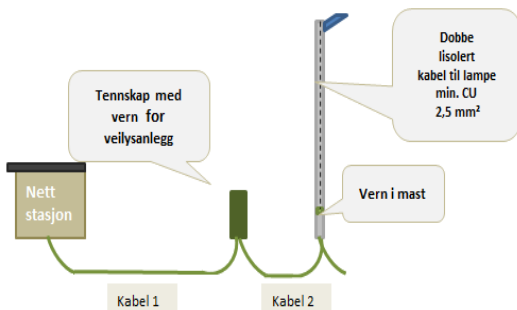 Dobbe
lisolert
kabel til lampe
min. CU
2,5 mm²
Tennskap med
vern for
veilysanlegg
Nett
stasjon
Vern i mast
Kabel 1
Kabel 2